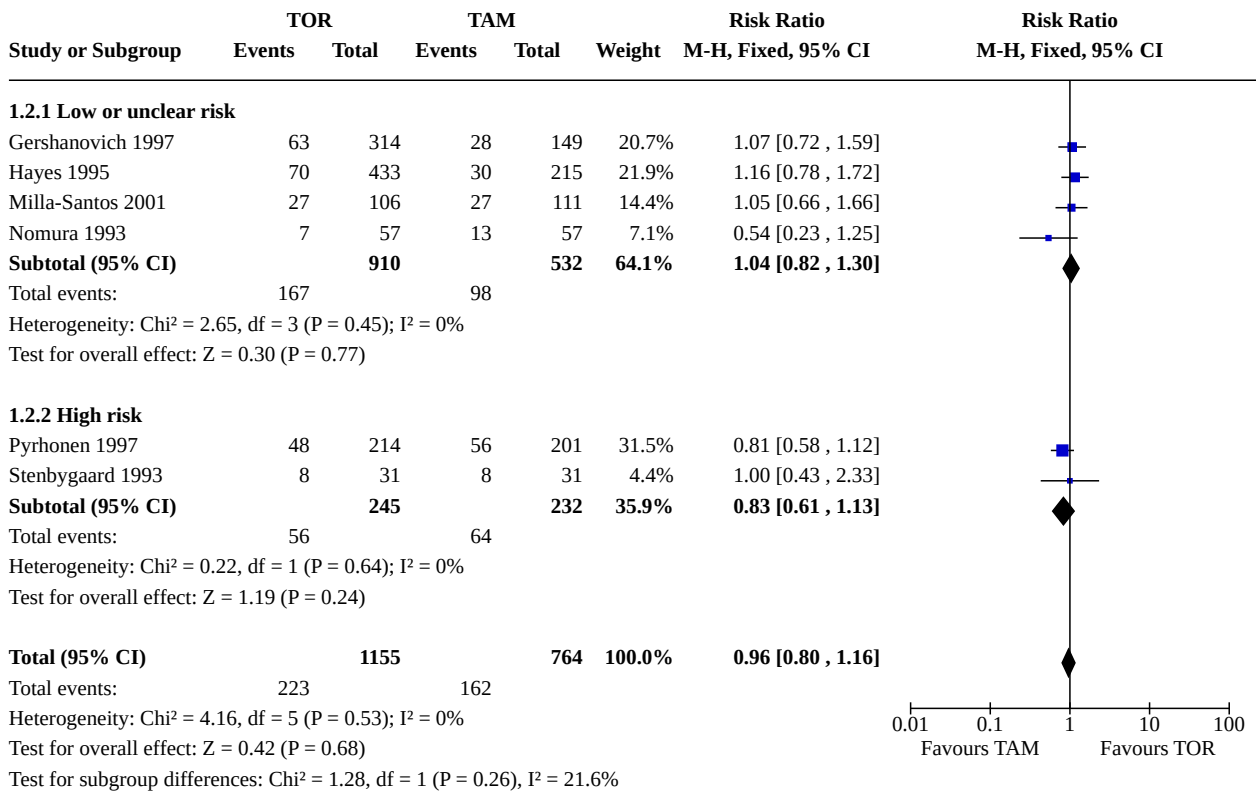 TOR TAM Risk Ratio Risk Ratio
Study or Subgroup Events Total Events Total Weight M-H, Fixed, 95% CI M-H, Fixed, 95% CI
1.2.1 Low or unclear risk
Gershanovich 1997 63 314 28 149 20.7% 1.07 [0.72 , 1.59]
Hayes 1995 70 433 30 215 21.9% 1.16 [0.78 , 1.72]
Milla-Santos 2001 27 106 27 111 14.4% 1.05 [0.66 , 1.66]
Nomura 1993 7 57 13 57 7.1% 0.54 [0.23 , 1.25]
Subtotal (95% CI) 910 532 64.1% 1.04 [0.82 , 1.30]
Total events: 167 98
Heterogeneity: Chi² = 2.65, df = 3 (P = 0.45); I² = 0%
Test for overall effect: Z = 0.30 (P = 0.77)
1.2.2 High risk
Pyrhonen 1997 48 214 56 201 31.5% 0.81 [0.58 , 1.12]
Stenbygaard 1993 8 31 8 31 4.4% 1.00 [0.43 , 2.33]
Subtotal (95% CI) 245 232 35.9% 0.83 [0.61 , 1.13]
Total events: 56 64
Heterogeneity: Chi² = 0.22, df = 1 (P = 0.64); I² = 0%
Test for overall effect: Z = 1.19 (P = 0.24)
Total (95% CI) 1155 764 100.0% 0.96 [0.80 , 1.16]
Total events: 223 162
Heterogeneity: Chi² = 4.16, df = 5 (P = 0.53); I² = 0%
0.01 0.1 1 10 100
Test for overall effect: Z = 0.42 (P = 0.68)
Favours TAM Favours TOR
Test for subgroup differences: Chi² = 1.28, df = 1 (P = 0.26), I² = 21.6%